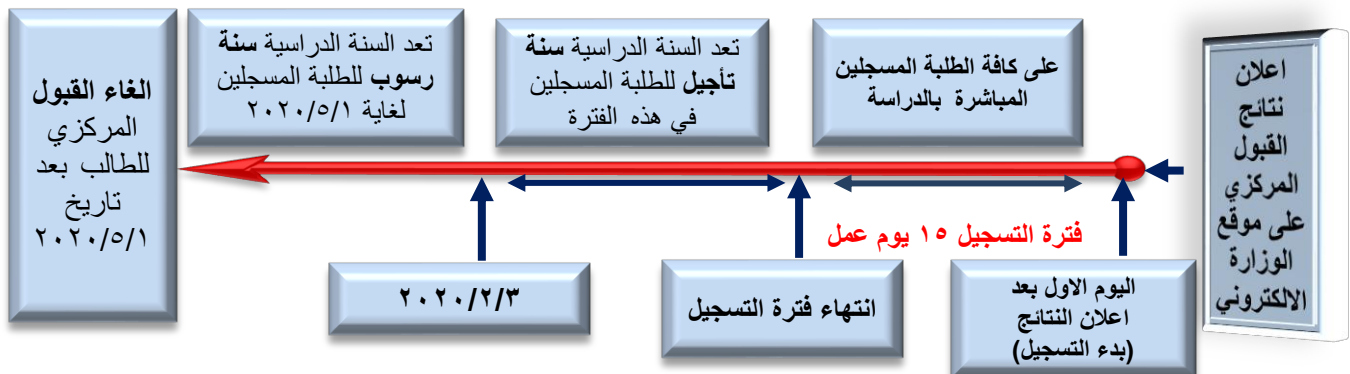 اعلان
نتائج
القبول
المركزي
على موقع
الوزارة
الالكتروني
على كافة الطلبة المسجلين
المباشرة بالدراسة
تعد السنة الدراسية سنة
تأجيل للطلبة المسجلين
في هذه الفترة
تعد السنة الدراسية سنة
رسوب للطلبة المسجلين
لغاية ٢٠٢٠/٥/١
الغاء القبول
المركزي
للطالب بعد
تاريخ
٢٠٢٠/٥/١
فترة التسجيل ١٥ يوم عمل
اليوم الاول بعد
اعلان النتائج
(بدء التسجيل)
انتهاء فترة التسجيل
٢٠٢٠/٢/٣